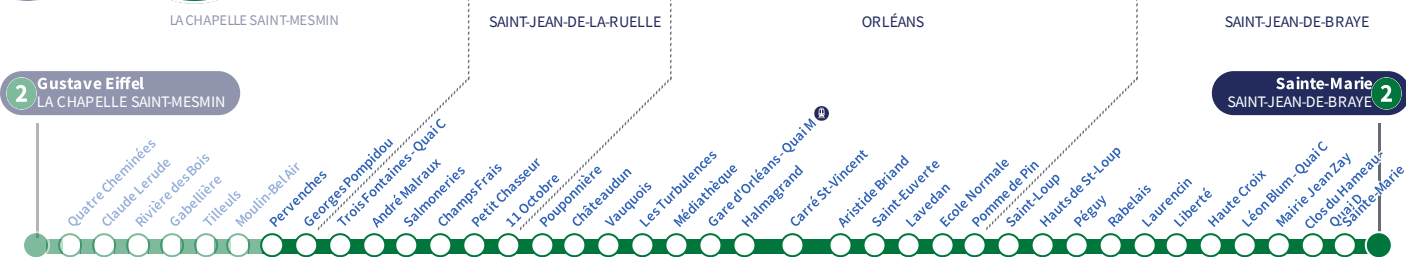 LA CHAPELLE SAINT-MESMIN
SAINT-JEAN-DE-LA-RUELLE
ORLÉANS
SAINT-JEAN-DE-BRAYE
2
Gustave Eiffel
LA CHAPELLE SAINT-MESMIN
Sainte-Marie
SAINT-JEAN-DE-BRAYE
2
Quatre Cheminées
Claude Lerude
Rivière des Bois
Gabellière
Tilleuls
Moulin-Bel Air
Pervenches
Georges Pompidou
Trois Fontaines - Quai C
André Malraux
Salmoneries
Champs Frais
Petit Chasseur
11 Octobre
Pouponnière
Châteaudun
Vauquois
Les Turbulences
Médiathèque
Gare d'Orléans - Quai M
Halmagrand
Carré St-Vincent
Aristide Briand
Saint-Euverte
Lavedan
Ecole Normale
Pomme de Pin
Saint-Loup
Hauts de St-Loup
Péguy
Rabelais
Laurencin
Liberté
Haute Croix
Léon Blum - Quai C
Mairie Jean Zay
Clos du Hameau -
Quai D
Sainte-Marie